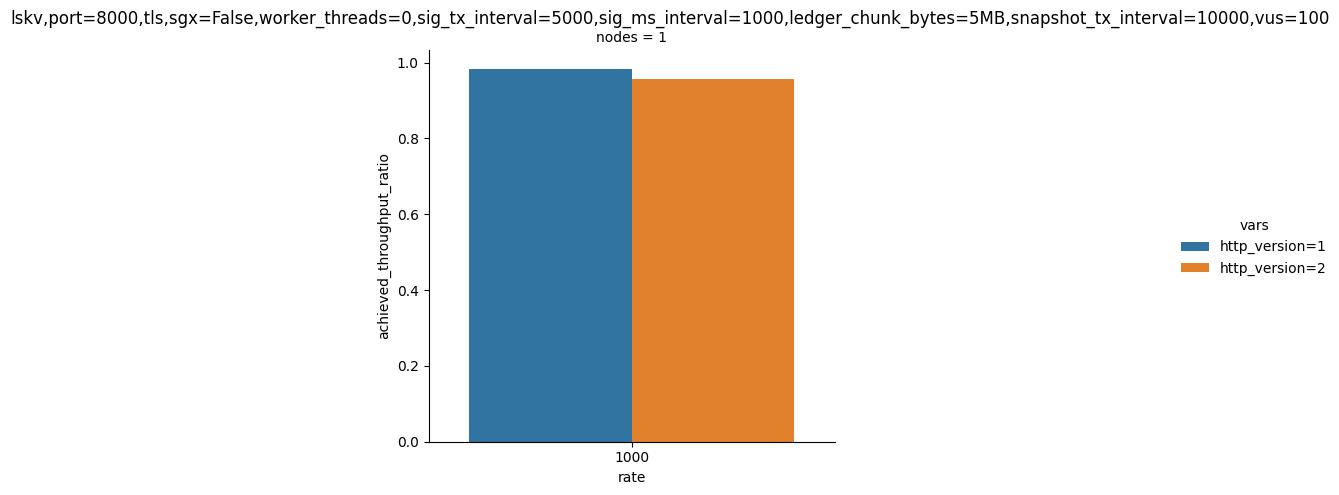 lskv,port=8000,tls,sgx=False,worker_threads=0,sig_tx_interval=5000,sig_ms_interval=1000,ledger_chunk_bytes=5MB,snapshot_tx_interval=10000,vus=100
nodes = 1
1.0
0.8
0.6
0.4
0.2
0.0
achieved_throughput_ratio
1000
rate
vars
http_version=1
http_version=2